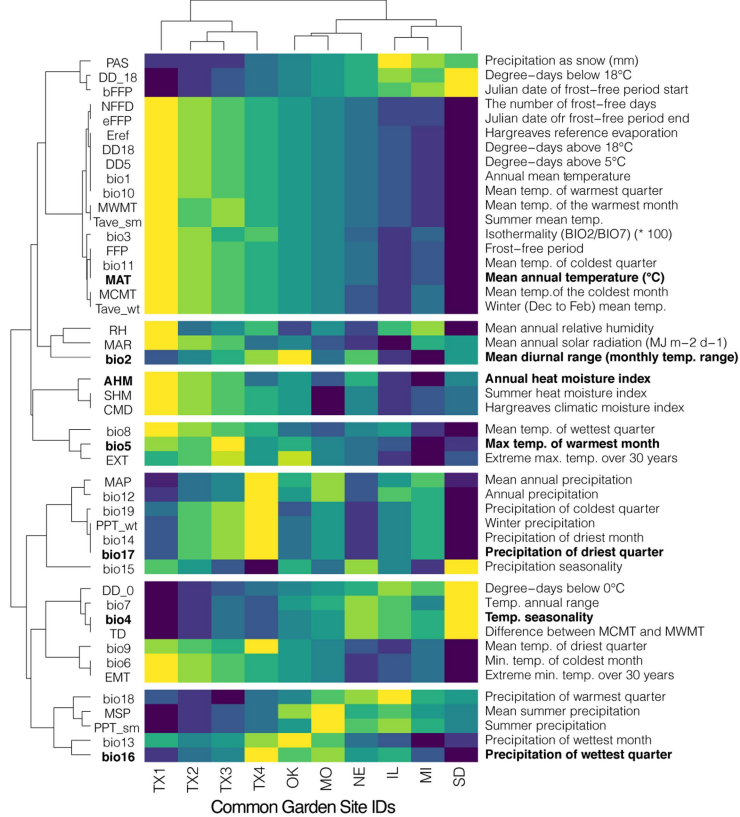 PAS Precipitation as snow (mm)
DD_18 Degree−days below 18°C
bFFP Julian date of frost−free period start
NFFD The number of frost−free days
eFFP Julian date ofr frost−free period end
Eref Hargreaves reference evaporation
DD18 Degree−days above 18°C
DD5 Degree−days above 5°C
bio1 Annual mean temperature
bio10 Mean temp. of warmest quarter
MWMT Mean temp. of the warmest month
Tave_sm Summer mean temp.
bio3 Isothermality (BIO2/BIO7) (* 100)
FFP Frost−free period
bio11 Mean temp. of coldest quarter
MAT Mean annual temperature (°C)
MCMT Mean temp.of the coldest month
Tave_wt Winter (Dec to Feb) mean temp.
RH Mean annual relative humidity
MAR Mean annual solar radiation (MJ m−2 d−1)
bio2 Mean diurnal range (monthly temp. range)
AHM Annual heat moisture index
SHM Summer heat moisture index
CMD Hargreaves climatic moisture index
bio8 Mean temp. of wettest quarter
bio5 Max temp. of warmest month
EXT Extreme max. temp. over 30 years
MAP Mean annual precipitation
bio12 Annual precipitation
bio19 Precipitation of coldest quarter
PPT_wt Winter precipitation
bio14 Precipitation of driest month
bio17 Precipitation of driest quarter
bio15 Precipitation seasonality
DD_0 Degree−days below 0°C
bio7 Temp. annual range
bio4 Temp. seasonality
TD Difference between MCMT and MWMT
bio9 Mean temp. of driest quarter
bio6 Min. temp. of coldest month
EMT Extreme min. temp. over 30 years
bio18 Precipitation of warmest quarter
MSP Mean summer precipitation
PPT_sm Summer precipitation
bio13 Precipitation of wettest month
bio16 Precipitation of wettest quarter
TX1 TX2 TX3 TX4 OK MO NE IL MI SD
Common Garden Site IDs